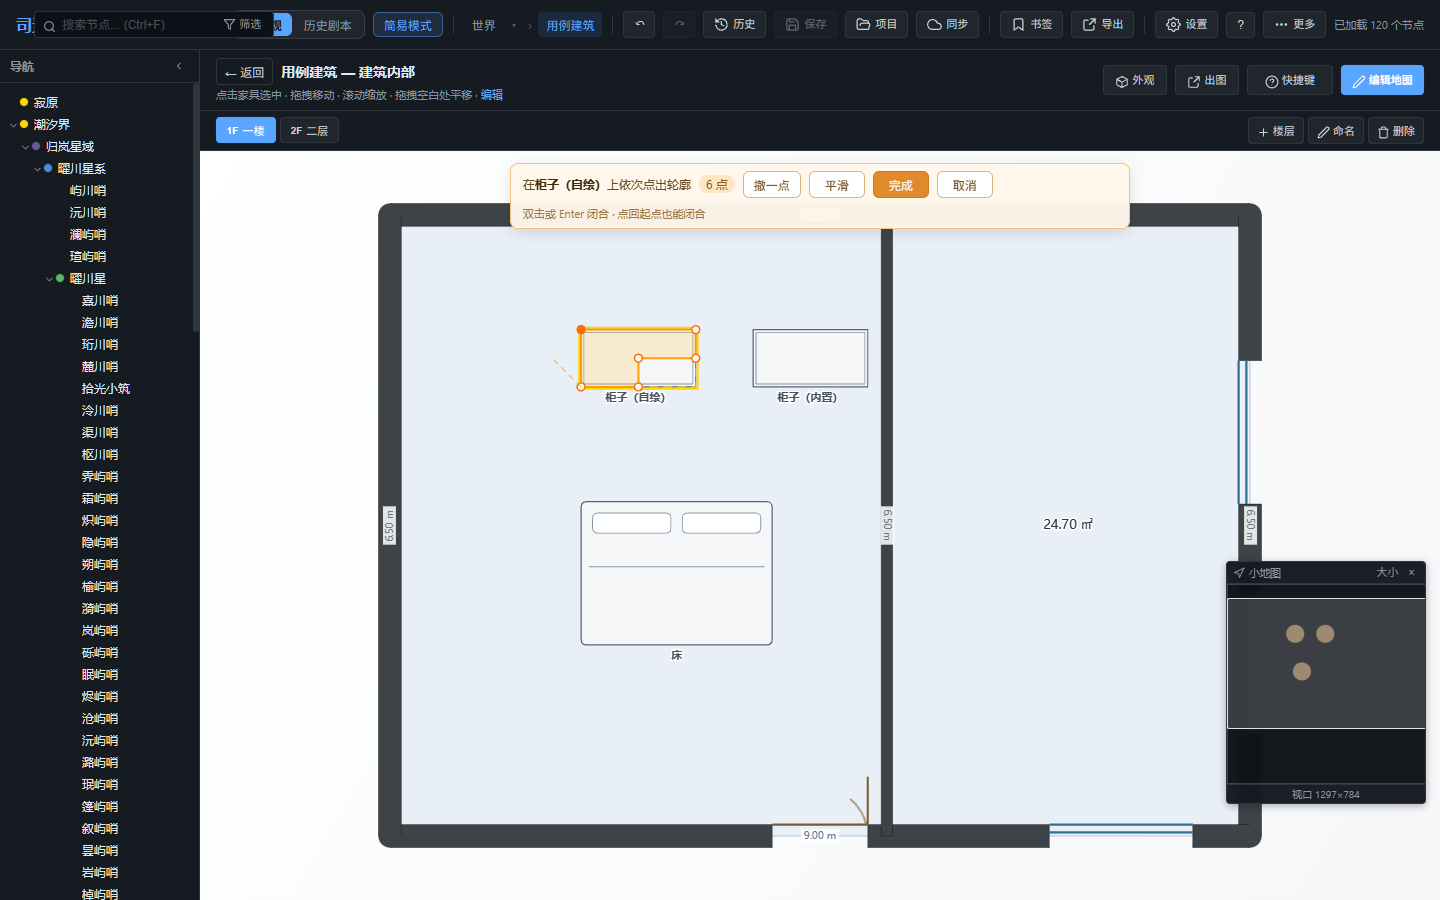 搜索节点... (Ctrl+F)
筛选
历史剧本
简易模式
世界
用例建筑
历史
保存
项目
同步
书签
导出
设置
?
更多
已加载 120 个节点
导航
寂原
潮汐界
归岚星域
曜川星系
屿川哨
沅川哨
澜屿哨
瑄屿哨
曜川星
嘉川哨
澹川哨
珩川哨
麓川哨
拾光小筑
泠川哨
渠川哨
枢川哨
霁屿哨
霜屿哨
炽屿哨
隐屿哨
朔屿哨
榆屿哨
漪屿哨
岚屿哨
砾屿哨
眠屿哨
烬屿哨
沧屿哨
沅屿哨
潞屿哨
珉屿哨
篷屿哨
叙屿哨
昙屿哨
岩屿哨
棹屿哨
← 返回
用例建筑 — 建筑内部
点击家具选中 · 拖拽移动 · 滚动缩放 · 拖拽空白处平移 · 编辑
外观
出图
快捷键
编辑地图
1F 一楼
2F 二层
楼层
命名
删除
在柜子（自绘）上依次点出轮廓
6 点
撤一点
平滑
完成
取消
双击或 Enter 闭合 · 点回起点也能闭合
柜子（自绘）
柜子（内置）
床
6.50 m
6.50 m
24.70 ㎡
6.50 m
9.00 m
小地图
大小
×
视口 1297×784